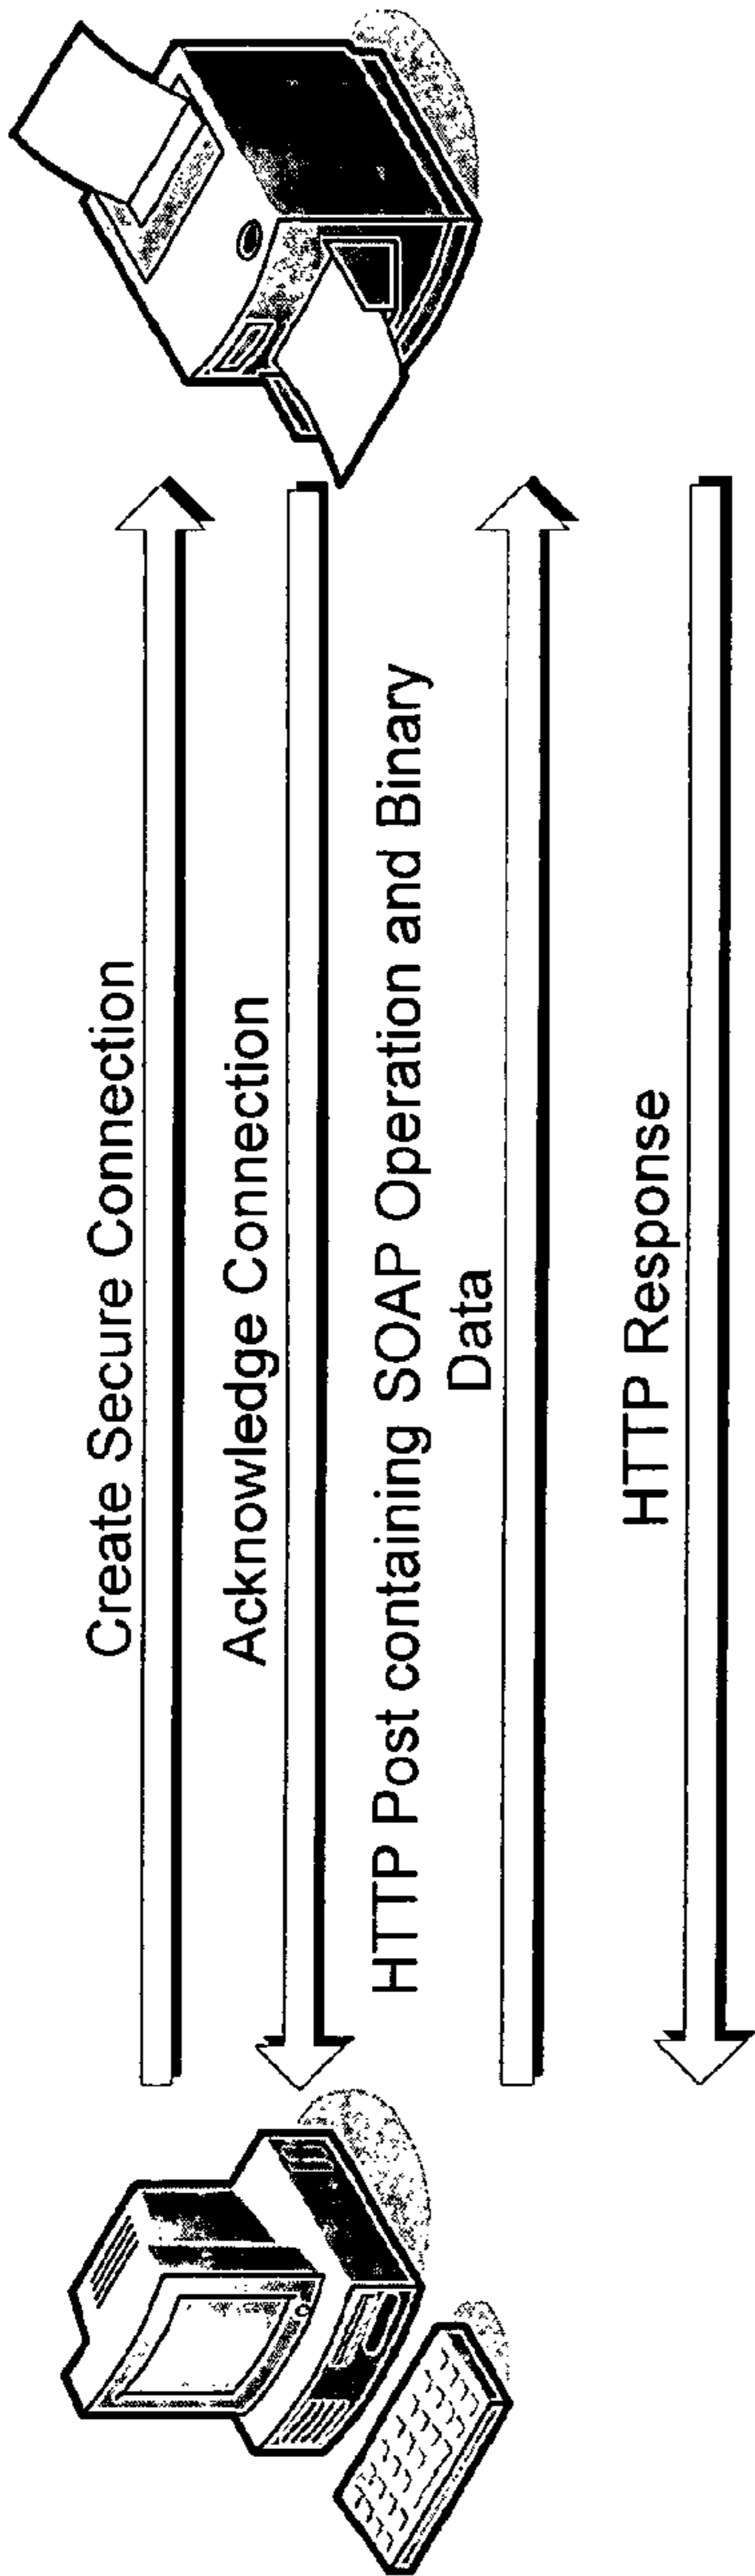 Create Secure Connection
Acknowledge Connection
HTTP Post containing SOAP Operation and Binary
Data
HTTP Response